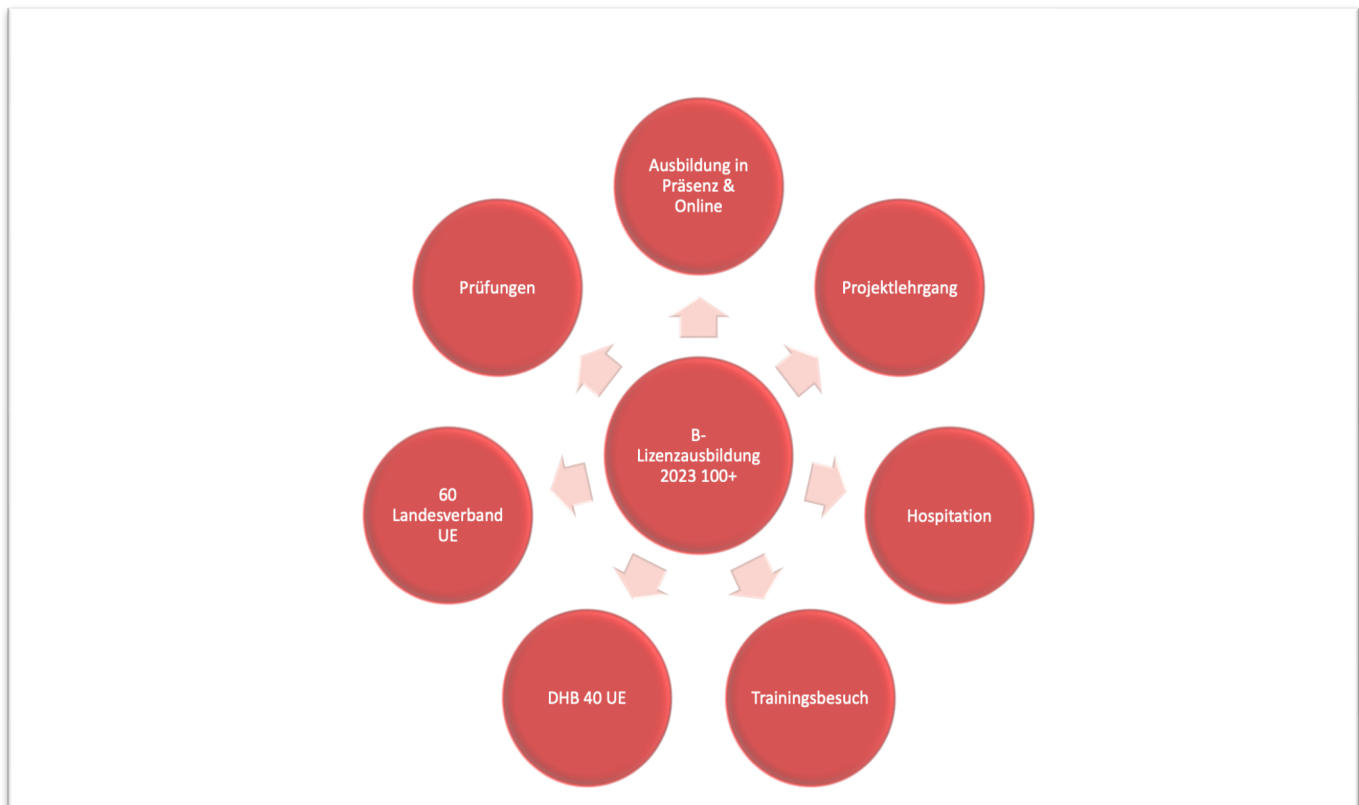 Ausbildung in
Präsenz &
Online
Projektlehrgang
Hospitation
Trainingsbesuch
DHB 40 UE
60
Landesverband
UE
Prüfungen
B-
Lizenzausbildung
2023 100+